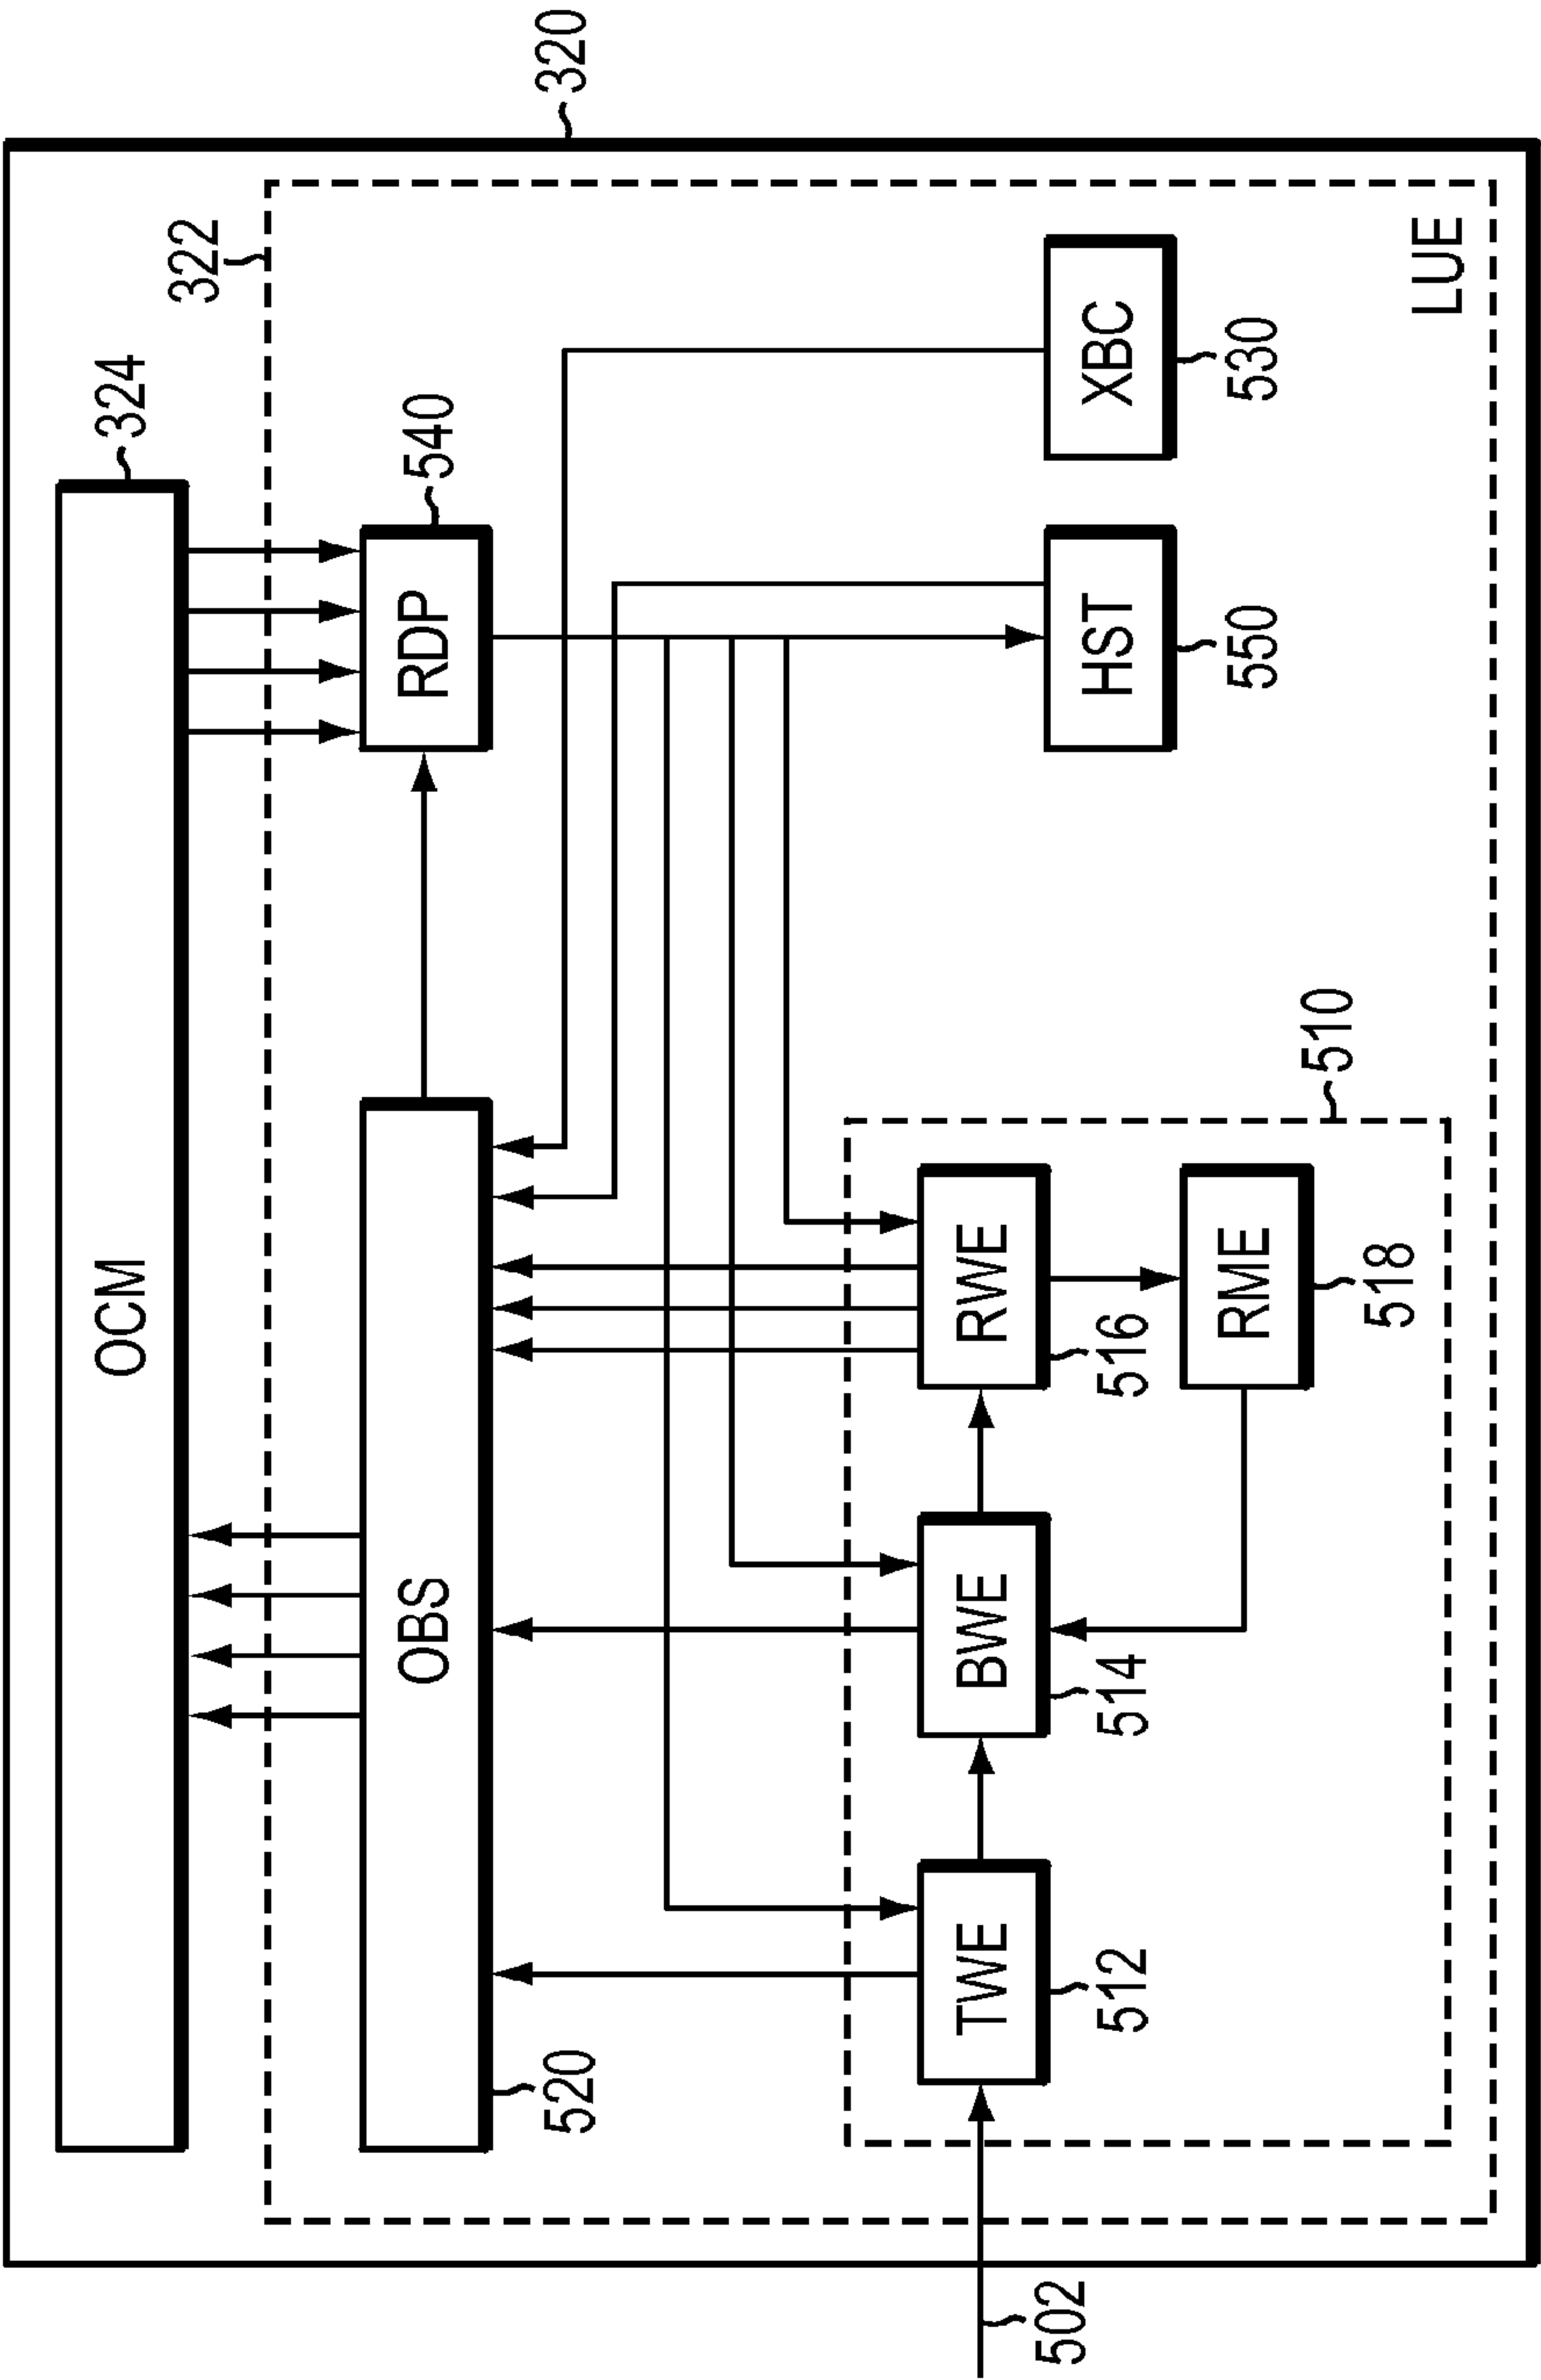 320
322
324
OCM
540
RDP
OBS
520
XBC
530
HST
550
LUE
510
TWE
512
BWE
514
RWE
516
RME
518
502